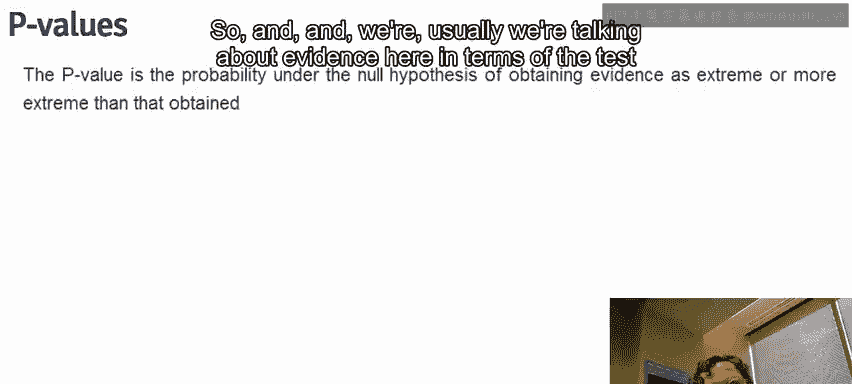 P-values
So, and, and, we're, usually we're talking
about evidence here in terms of the test
The P-value is the probability under the null hypothesis of obtaining evidence as extreme or more
extreme than that obtained